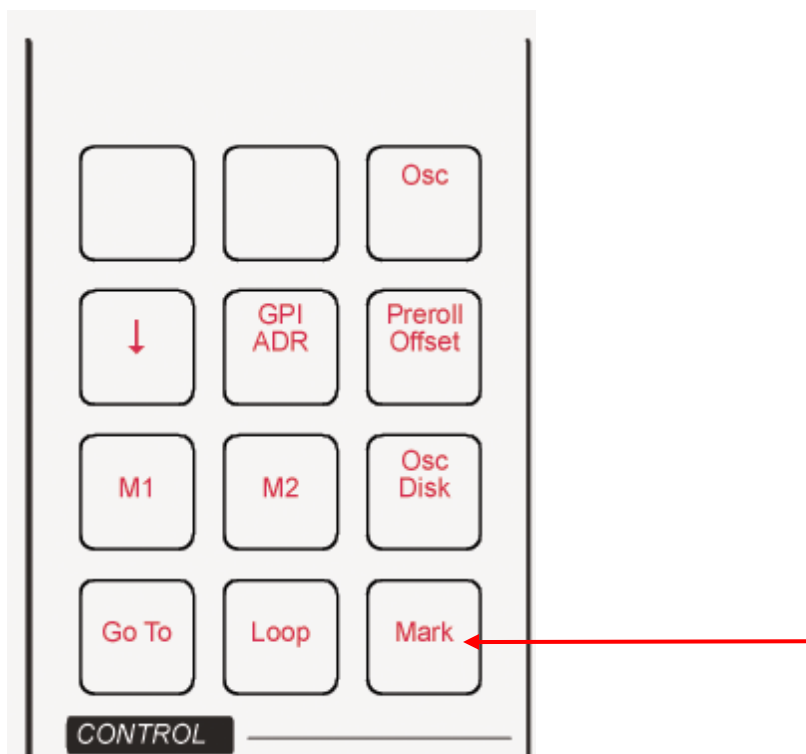 Osc
↓
GPI
ADR
Preroll
Offset
M1
M2
Osc
Disk
Go To
Loop
Mark
CONTROL